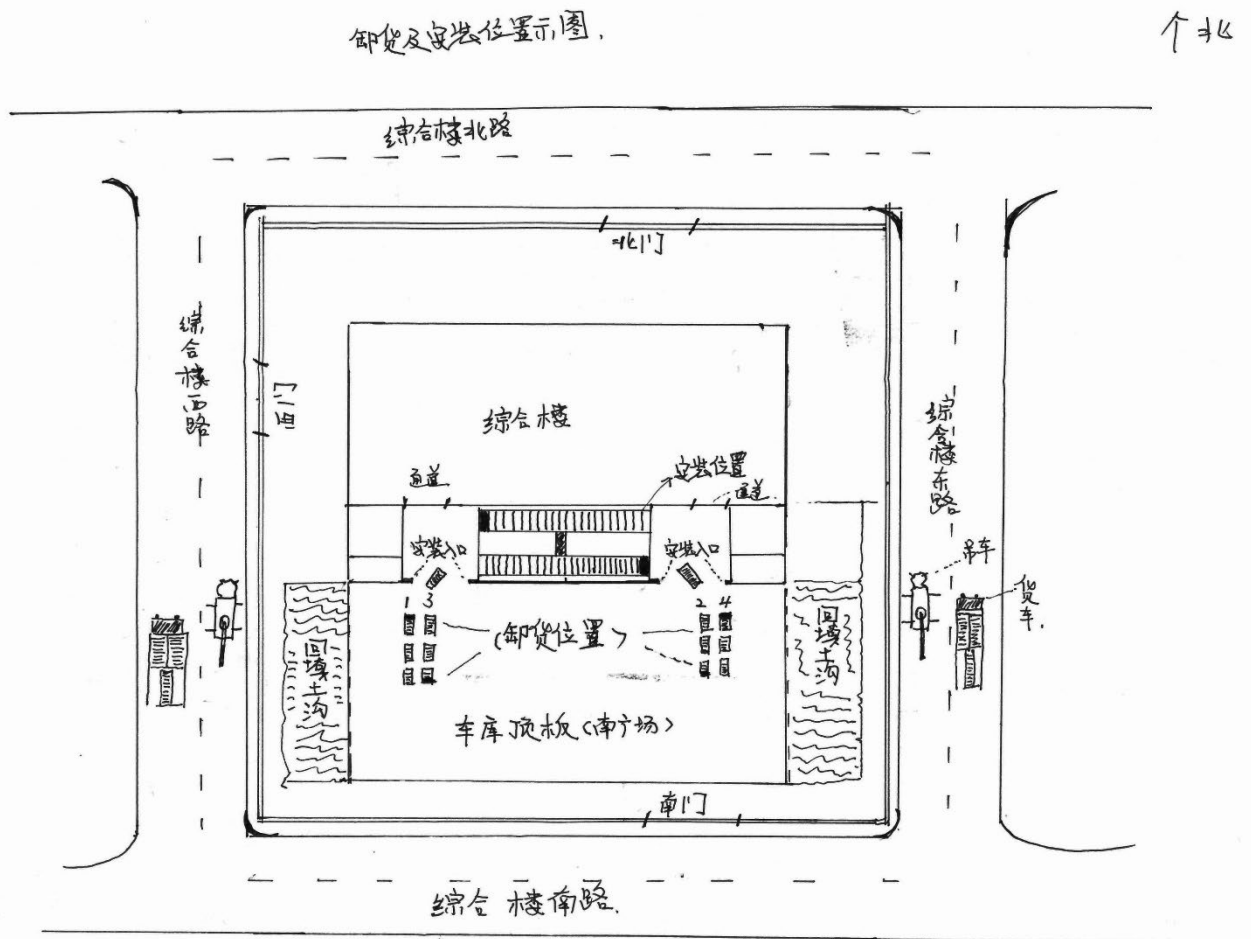 卸货及安装位置示图.
个北
综合楼北路
北门
综合楼西路
西门
综合楼
通道
安装位置
通道
综合楼东路
安装入口
安装入口
吊车
货车.
1 3
2 4
(卸货位置)
回填土沟
回填土沟
车库顶板(南广场)
南门
综合楼南路.